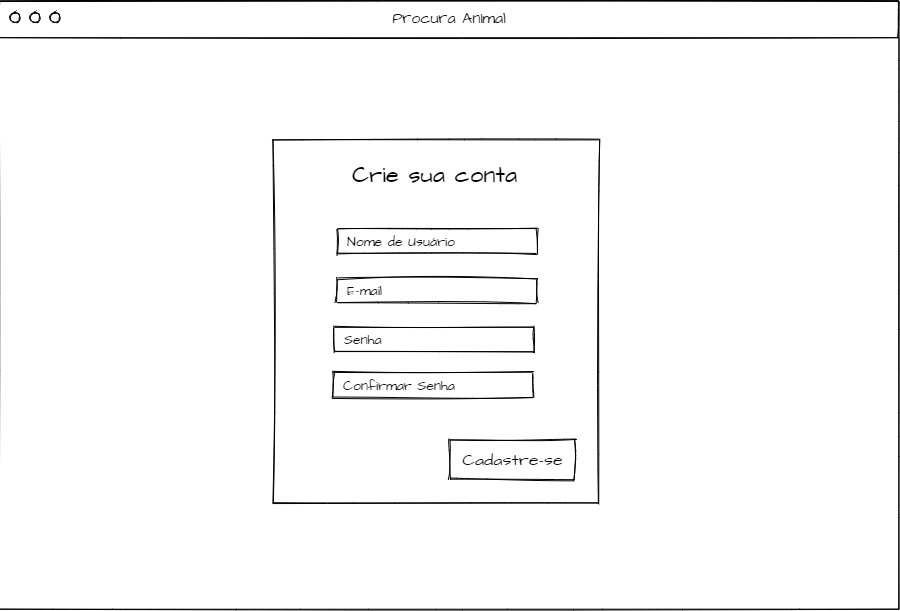 Procura Animal
Crie sua conta
Nome de Usuário
E-mail
Senha
Confirmar Senha
Cadastre-se